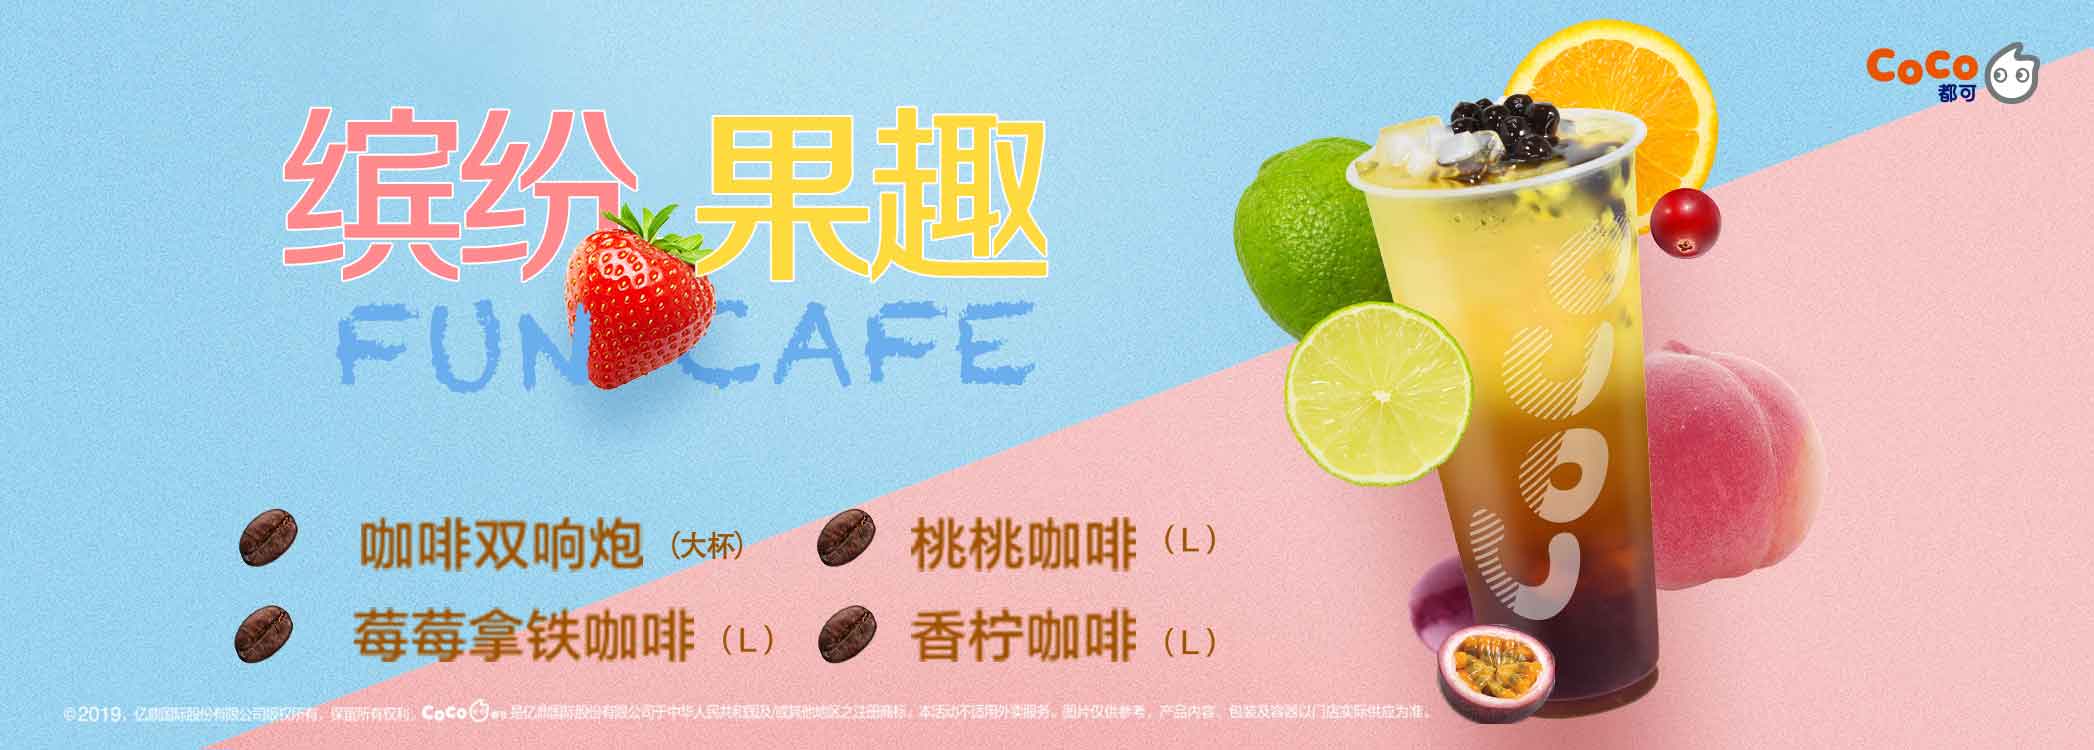 CoCo
都可
缤纷 果趣
FUN CAFE
咖啡双响炮（大杯）
桃桃咖啡（L）
莓莓拿铁咖啡（L）
香柠咖啡（L）
CoCo
©2019，亿鼎国际股份有限公司版权所有，保留所有权利。CoCo都可 是亿鼎国际股份有限公司于中华人民共和国及/或其他地区之注册商标。本活动不适用外卖服务。图片仅供参考，产品内容、包装及容器以门店实际供应为准。